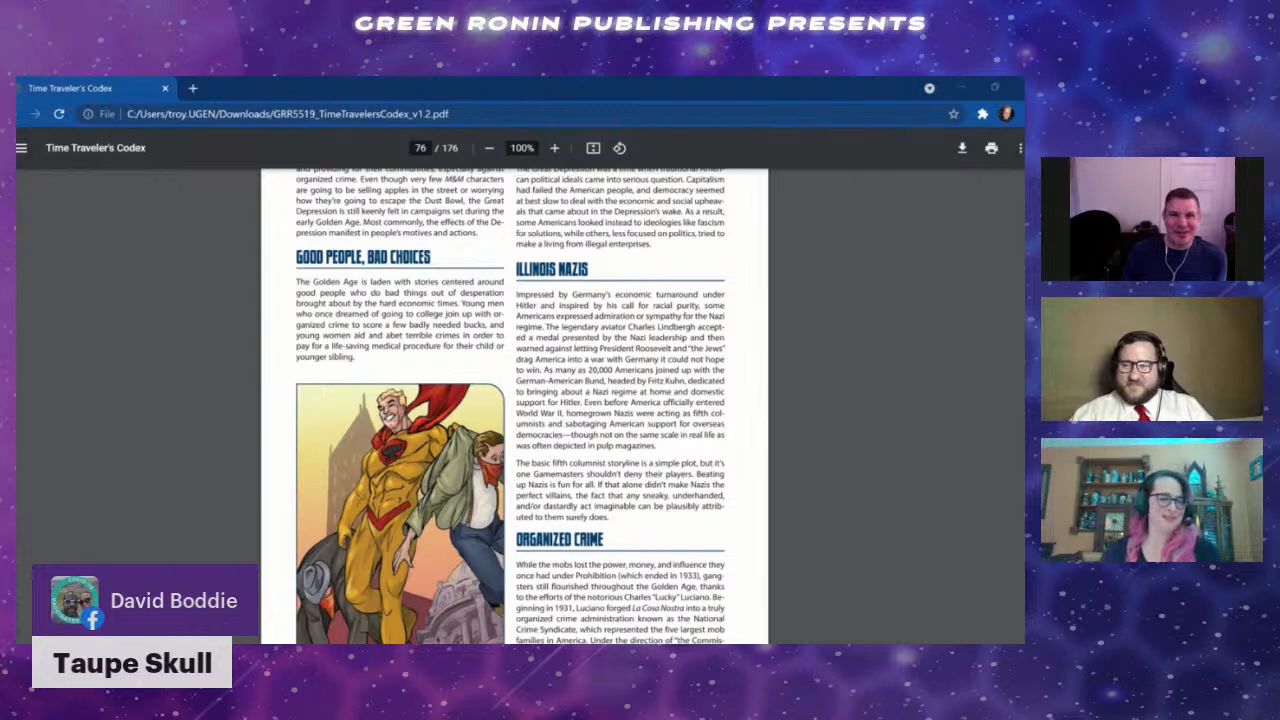 GREEN RONIN PUBLISHING PRESENTS
Time Traveler's Codex
File
C:/Users/troy.UGEN/Downloads/GRR5519_TimeTravelersCodex_v1.2.pdf
Time Traveler's Codex
76 / 176
100%
and providing for their communities, especially against
organized crime. Even though very few M&M characters
are going to be selling apples in the street or worrying
how they're going to escape the Dust Bowl, the Great
Depression is still keenly felt in campaigns set during the
early Golden Age. Most commonly, the effects of the De-
pression manifest in people's motives and actions.
GOOD PEOPLE, BAD CHOICES
The Golden Age is laden with stories centered around
good people who do bad things out of desperation
brought about by the hard economic times. Young men
who once dreamed of going to college join up with or-
ganized crime to score a few badly needed bucks, and
young women aid and abet terrible crimes in order to
pay for a life-saving medical procedure for their child or
younger sibling.
The Great Depression was a time when traditional Ameri-
can political ideals came into serious question. Capitalism
had failed the American people, and democracy seemed
at best slow to deal with the economic and social upheav-
als that came about in the Depression's wake. As a result,
some Americans looked instead to ideologies like fascism
for solutions, while others, less focused on politics, tried to
make a living from illegal enterprises.
ILLINOIS NAZIS
Impressed by Germany's economic turnaround under
Hitler and inspired by his call for racial purity, some
Americans expressed admiration or sympathy for the Nazi
regime. The legendary aviator Charles Lindbergh accept-
ed a medal presented by the Nazi leadership and then
warned against letting President Roosevelt and "the Jews"
drag America into a war with Germany it could not hope
to win. As many as 20,000 Americans joined up with the
German-American Bund, headed by Fritz Kuhn, dedicated
to bringing about a Nazi regime at home and domestic
support for Hitler. Even before America officially entered
World War II, homegrown Nazis were acting as fifth col-
umnists and sabotaging American support for overseas
democracies—though not on the same scale in real life as
was often depicted in pulp magazines.
The basic fifth columnist storyline is a simple plot, but it's
one Gamemasters shouldn't deny their players. Beating
up Nazis is fun for all. If that alone didn't make Nazis the
perfect villains, the fact that any sneaky, underhanded,
and/or dastardly act imaginable can be plausibly attrib-
uted to them surely does.
ORGANIZED CRIME
While the mobs lost the power, money, and influence they
once had under Prohibition (which ended in 1933), gang-
sters still flourished throughout the Golden Age, thanks
to the efforts of the notorious Charles "Lucky" Luciano. Be-
ginning in 1931, Luciano forged La Cosa Nostra into a truly
organized crime administration known as the National
Crime Syndicate, which represented the five largest mob
families in America. Under the direction of "the Commis-
David Boddie
Taupe Skull